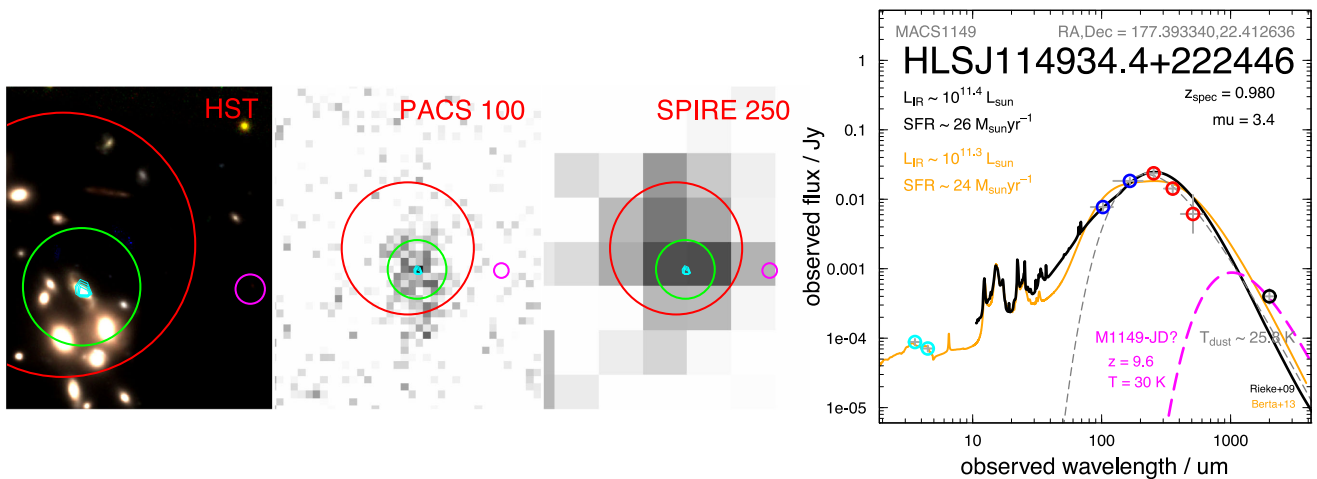 HST
PACS 100
SPIRE 250
MACS1149 RA,Dec = 177.393340,22.412636
HLSJ114934.4+222446
L_IR ~ 10^11.4 L_sun z_spec = 0.980
SFR ~ 26 M_sun yr^−1 mu = 3.4
L_IR ~ 10^11.3 L_sun
SFR ~ 24 M_sun yr^−1
observed flux / Jy
1
0.1
0.01
0.001
1e-04
1e-05
M1149-JD? T_dust ~ 25.8 K
z = 9.6
T = 30 K
Rieke+09
Berta+13
10 100 1000
observed wavelength / um